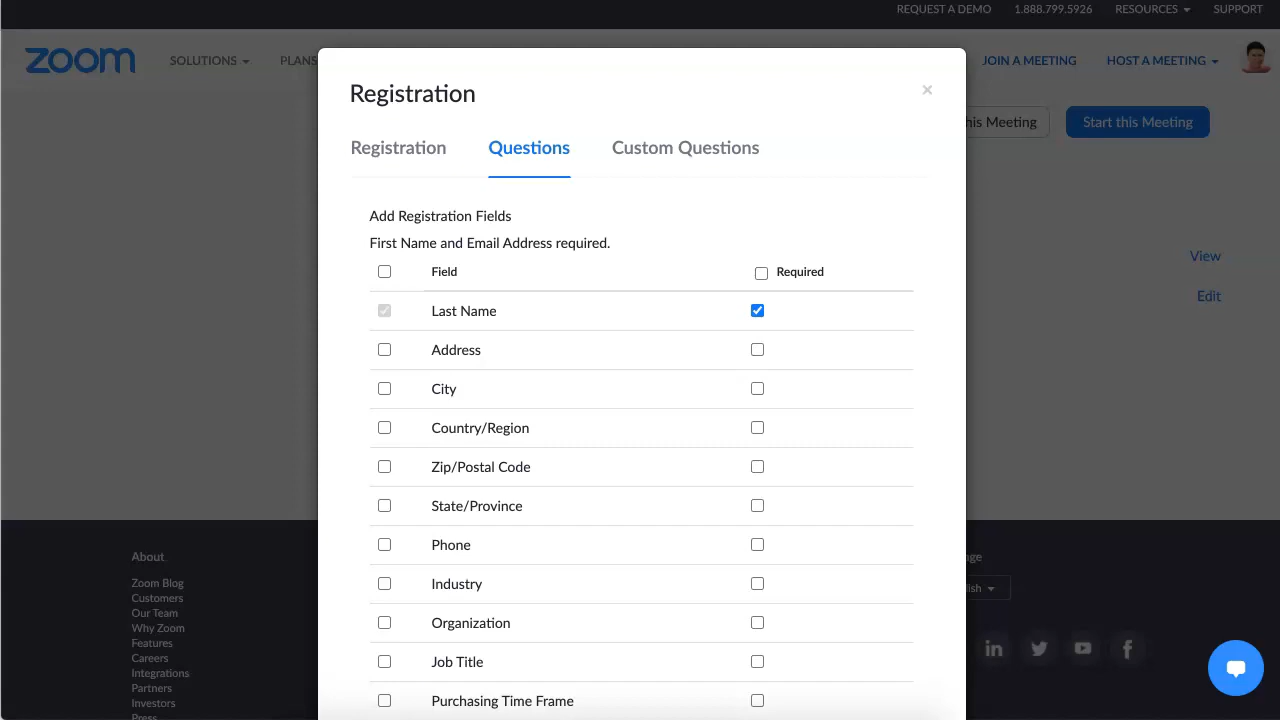 REQUEST A DEMO 1.888.799.5926 RESOURCES SUPPORT
zoom SOLUTIONS PLANS JOIN A MEETING HOST A MEETING
Registration
his Meeting Start this Meeting
Registration Questions Custom Questions
Add Registration Fields
First Name and Email Address required.
View
Field Required
Edit
Last Name
Address
City
Country/Region
Zip/Postal Code
State/Province
Phone
Industry
Organization
Job Title
Purchasing Time Frame
About
Zoom Blog
Customers
Our Team
Why Zoom
Features
Careers
Integrations
Partners
Investors
Press
age
lish